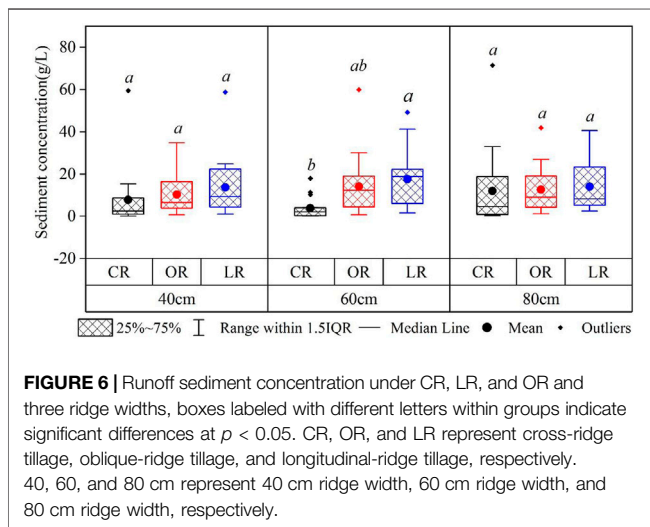 80
60
40
20
0
-20
Sediment concentration(g/L)
a a a
b ab a
a a a
CR OR LR CR OR LR CR OR LR
40cm 60cm 80cm
25%~75% Range within 1.5IQR Median Line Mean Outliers
FIGURE 6 | Runoff sediment concentration under CR, LR, and OR and
three ridge widths, boxes labeled with different letters within groups indicate
significant differences at p < 0.05. CR, OR, and LR represent cross-ridge
tillage, oblique-ridge tillage, and longitudinal-ridge tillage, respectively.
40, 60, and 80 cm represent 40 cm ridge width, 60 cm ridge width, and
80 cm ridge width, respectively.